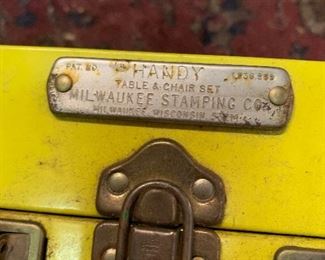 PAT. NO.
HANDY
TABLE & CHAIR SET
MILWAUKEE STAMPING CO.
MILWAUKEE, WISCONSIN